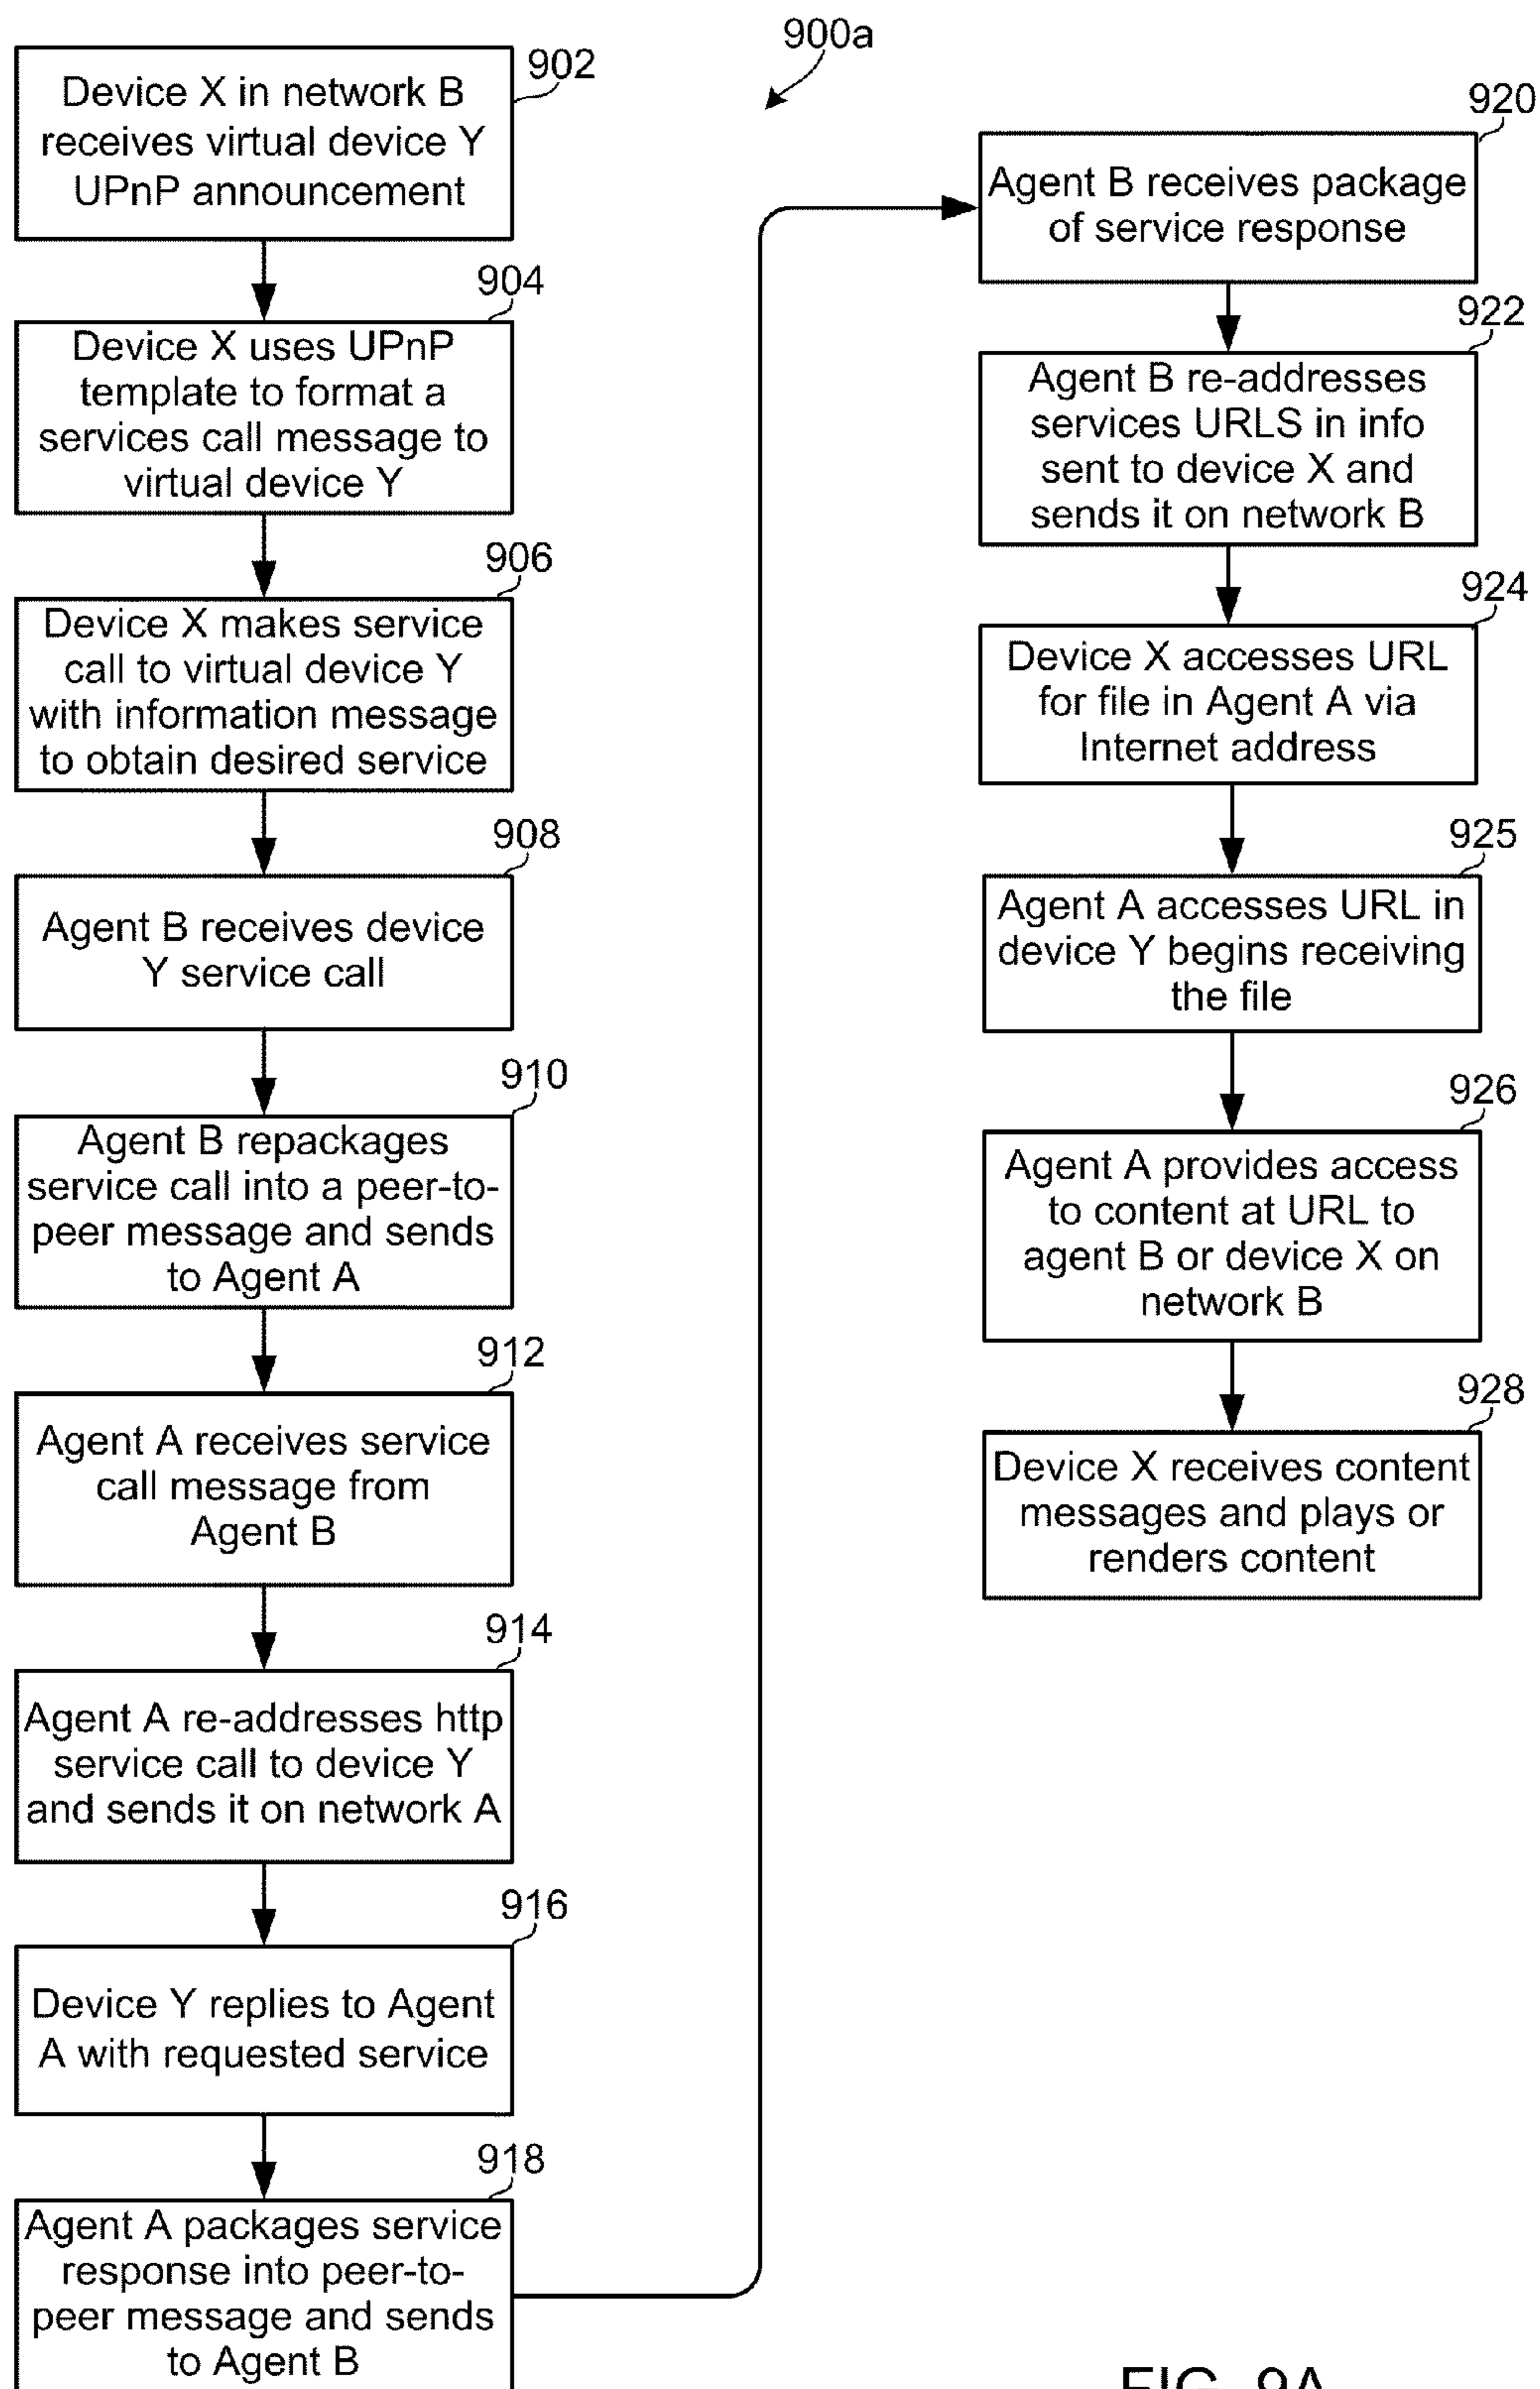 900a
902
Device X in network B
receives virtual device Y
UPnP announcement
904
Device X uses UPnP
template to format a
services call message to
virtual device Y
906
Device X makes service
call to virtual device Y
with information message
to obtain desired service
908
Agent B receives device
Y service call
910
Agent B repackages
service call into a peer-to-
peer message and sends
to Agent A
912
Agent A receives service
call message from
Agent B
914
Agent A re-addresses http
service call to device Y
and sends it on network A
916
Device Y replies to Agent
A with requested service
918
Agent A packages service
response into peer-to-
peer message and sends
to Agent B
920
Agent B receives package
of service response
922
Agent B re-addresses
services URLS in info
sent to device X and
sends it on network B
924
Device X accesses URL
for file in Agent A via
Internet address
925
Agent A accesses URL in
device Y begins receiving
the file
926
Agent A provides access
to content at URL to
agent B or device X on
network B
928
Device X receives content
messages and plays or
renders content
FIG. 9A